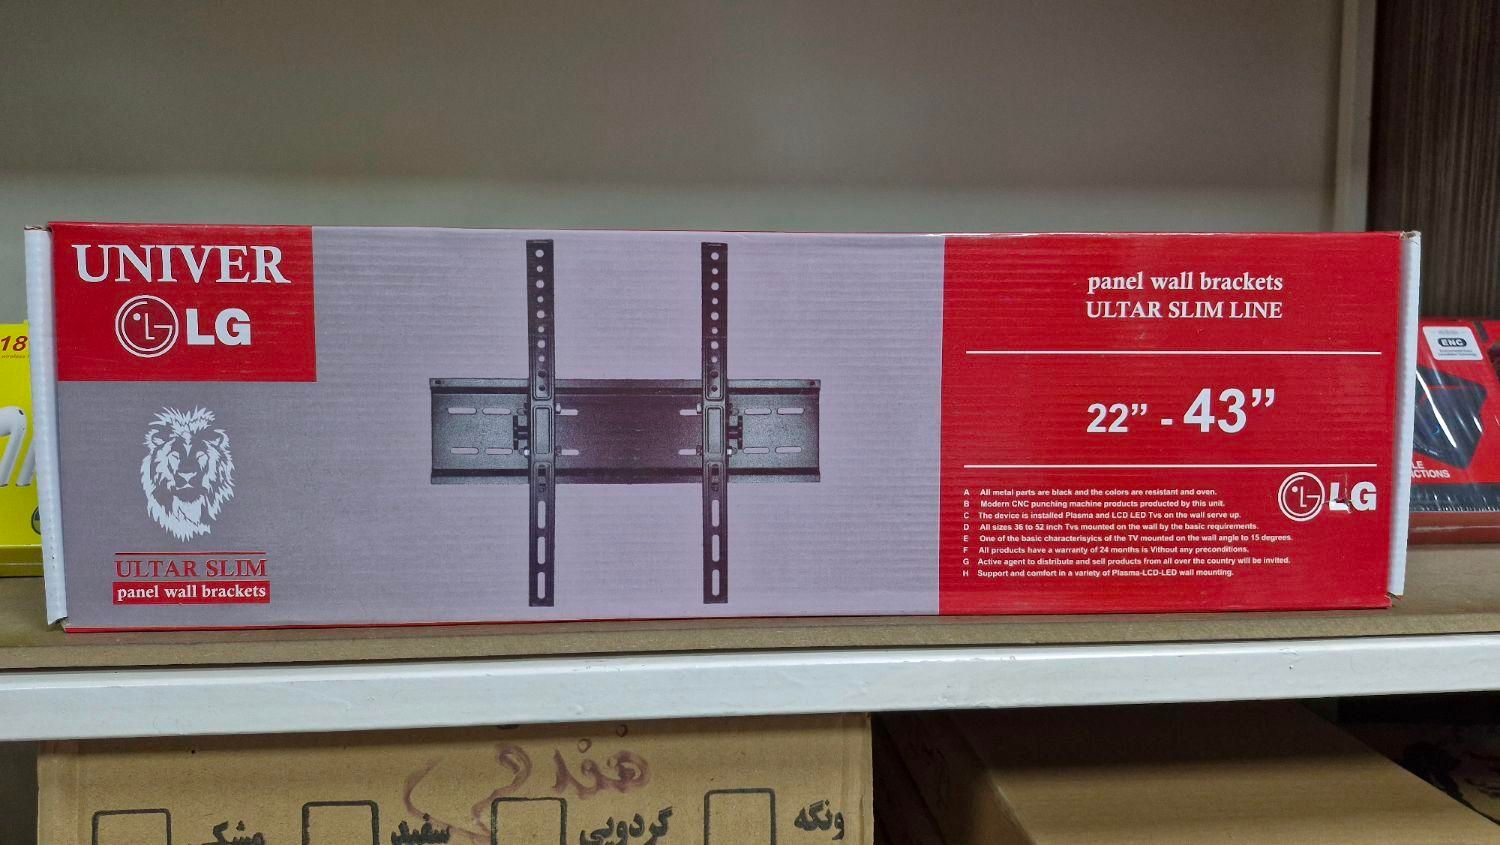 UNIVER
LG
ULTAR SLIM
panel wall brackets
panel wall brackets
ULTAR SLIM LINE
22” - 43”
LG
A All metal parts are black and the colors are resistant and oven.
B Modern CNC punching machine products producted by this unit.
C The device is installed Plasma and LCD LED Tvs on the wall serve up.
D All sizes 36 to 52 inch Tvs mounted on the wall by the basic requirements.
E One of the basic characterisyics of the TV mounted on the wall angle to 15 degrees.
F All products have a warranty of 24 months is Without any preconditions.
G Active agent to distribute and sell products from all over the country will be invited.
H Support and comfort in a variety of Plasma-LCD-LED wall mounting.
18
ENC
ونگه
گردویی
سفید
مشکی